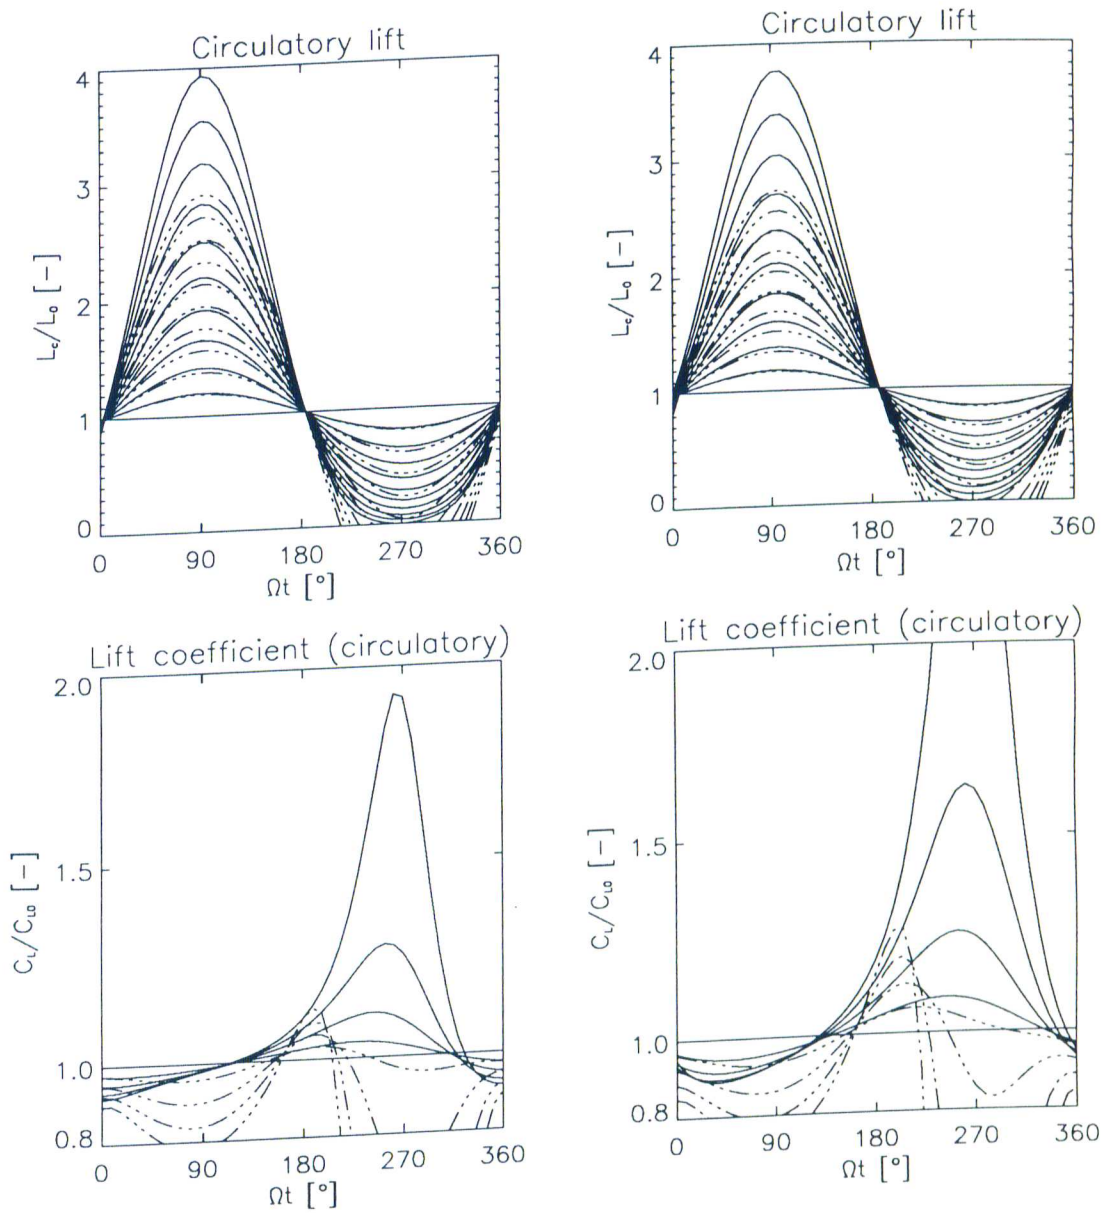 Circulatory lift
4
3
2
1
0
L_c/L_0 [-]
0 90 180 270 360
Ωt [°]
Circulatory lift
4
3
2
1
0
L_c/L_0 [-]
0 90 180 270 360
Ωt [°]
Lift coefficient (circulatory)
2.0
1.5
1.0
0.8
C_L/C_L0 [-]
0 90 180 270 360
Ωt [°]
Lift coefficient (circulatory)
2.0
1.5
1.0
0.8
C_L/C_L0 [-]
0 90 180 270 360
Ωt [°]